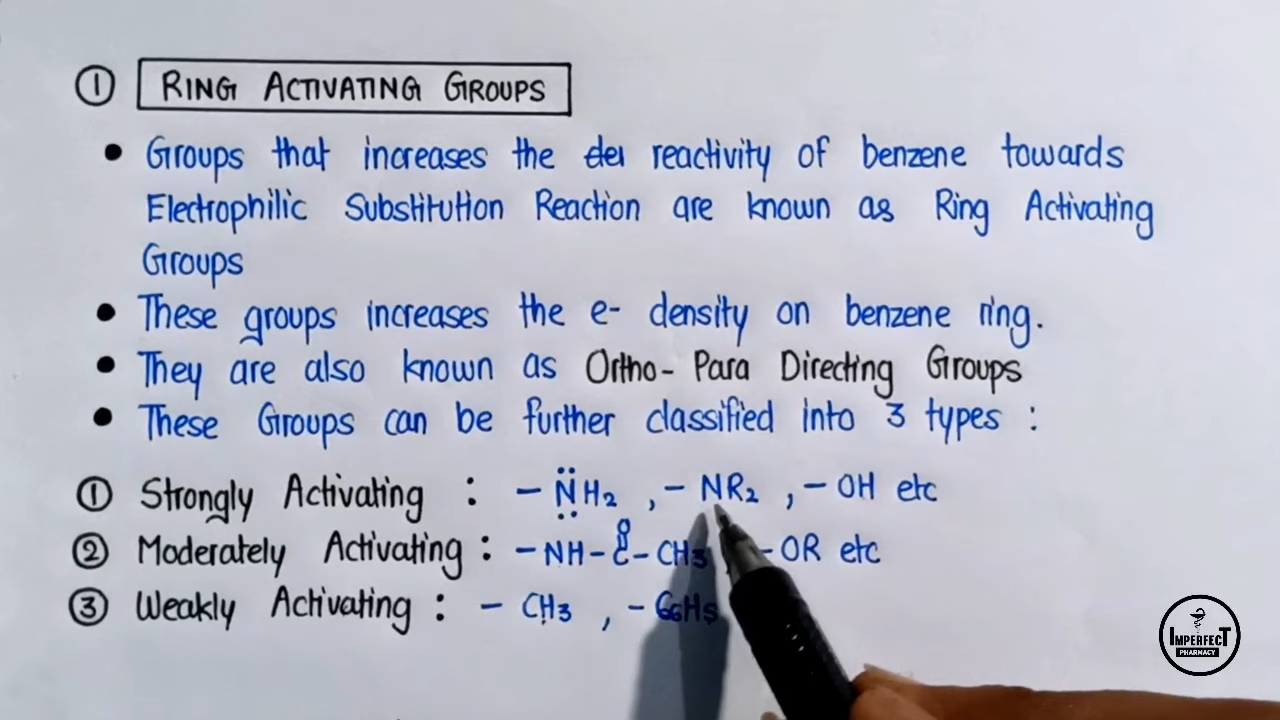 ① RING ACTIVATING GROUPS
• Groups that increases the reactivity of benzene towards
Electrophilic Substitution Reaction are known as Ring Activating
Groups
• These groups increases the e- density on benzene ring.
• They are also known as Ortho-Para Directing Groups
• These Groups can be further classified into 3 types :
① Strongly Activating : - NH₂ , - NR₂ , - OH etc
② Moderately Activating : - NH - C - CH₃ - OR etc
O
③ Weakly Activating : - CH₃ , - C₆H₅
IMPERFECT
PHARMACY